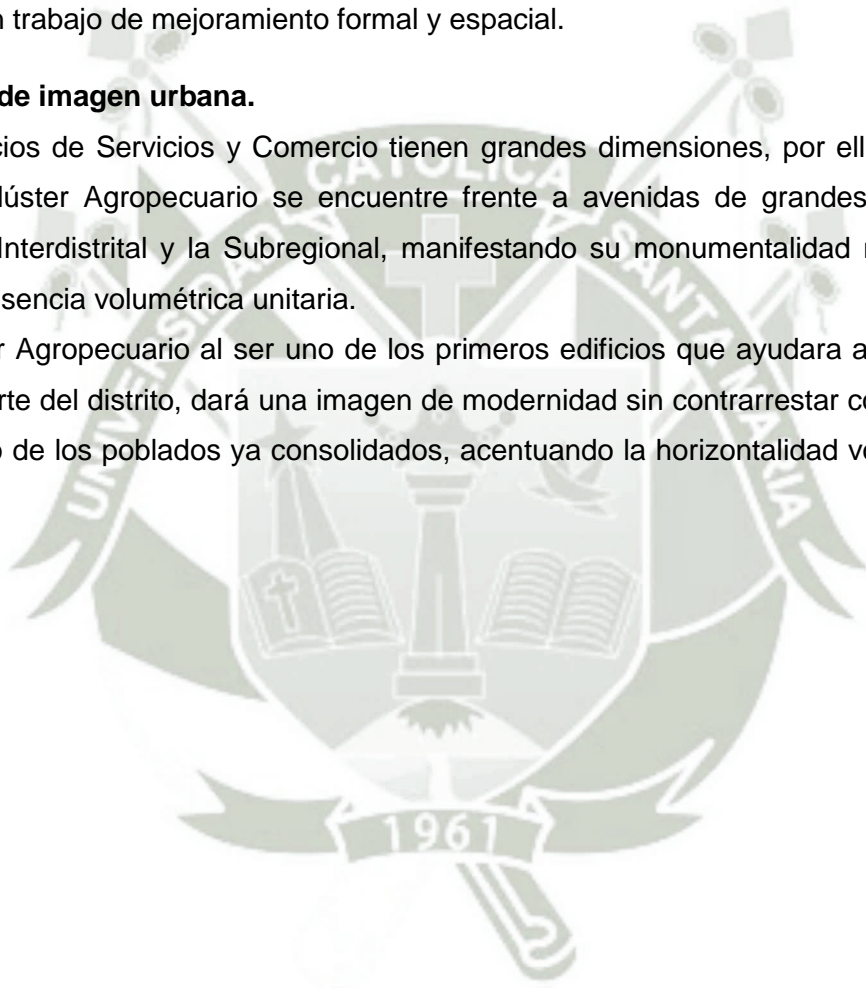 trabajo de mejoramiento formal y espacial.
de imagen urbana.
cios de Servicios y Comercio tienen grandes dimensiones, por ell
lúster Agropecuario se encuentre frente a avenidas de grandes
Interdistrital y la Subregional, manifestando su monumentalidad
sencia volumétrica unitaria.
r Agropecuario al ser uno de los primeros edificios que ayudara a
rte del distrito, dará una imagen de modernidad sin contrarrestar co
o de los poblados ya consolidados, acentuando la horizontalidad v
UNIVERSIDAD CATOLICA SANTA MARIA
1961